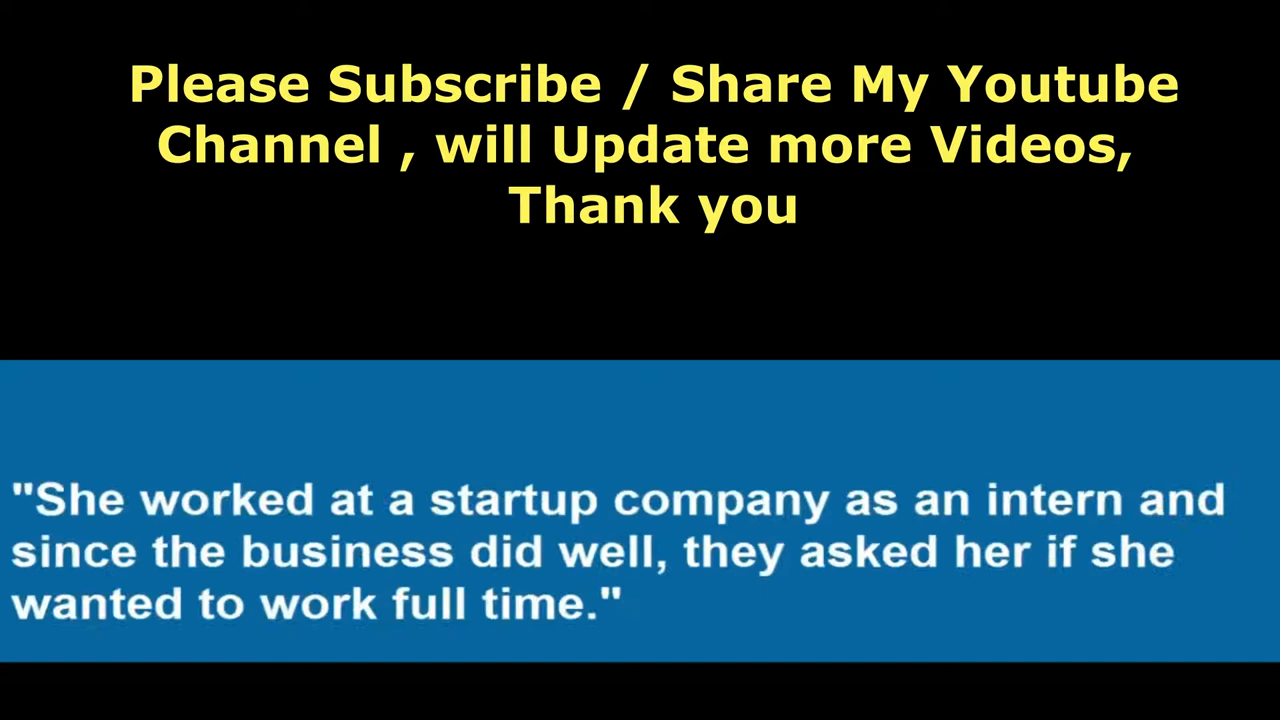 Please Subscribe / Share My Youtube
Channel , will Update more Videos,
Thank you
"She worked at a startup company as an intern and
since the business did well, they asked her if she
wanted to work full time."